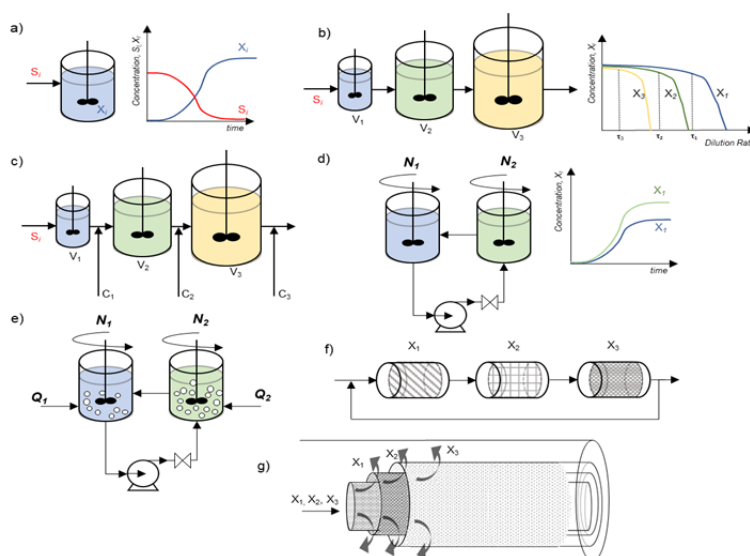 a)
Sᵢ
Xᵢ
Concentration, Sᵢ,Xᵢ
Xᵢ
Sᵢ
time
b)
Sᵢ
V₁
V₂
V₃
Concentration, Xᵢ
X₃
X₂
X₁
τ₃
τ₂
Dilution Rat
c)
Sᵢ
V₁
V₂
V₃
C₁
C₂
C₃
d)
N₁
N₂
Concentration, Xᵢ
X₁
X₁
time
e)
N₁
N₂
Q₁
Q₂
f)
X₁
X₂
X₃
g)
X₁
X₂
X₃
X₁, X₂, X₃